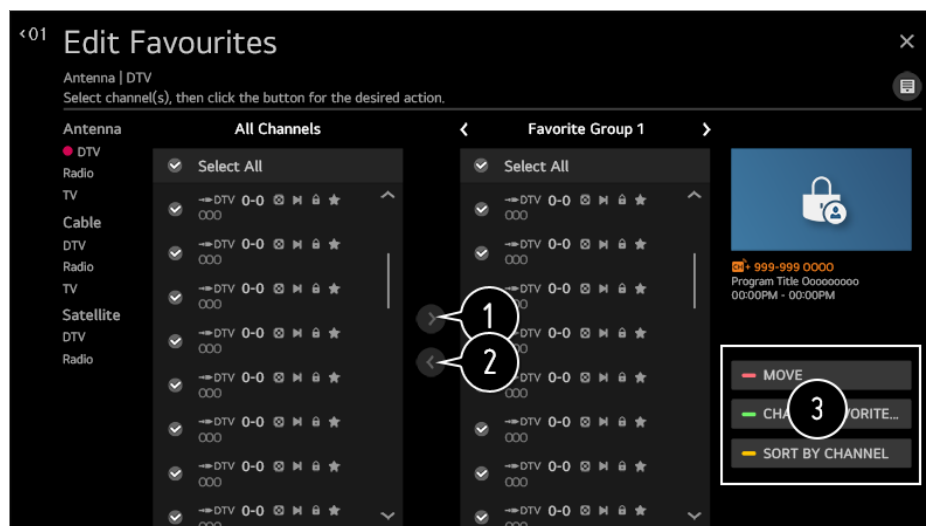 <01 Edit Favourites
Antenna | DTV
Select channel(s), then click the button for the desired action.
Antenna
DTV
Radio
TV
Cable
DTV
Radio
TV
Satellite
DTV
Radio
All Channels
Select All
DTV 0-0
000
DTV 0-0
000
DTV 0-0
000
DTV 0-0
000
DTV 0-0
000
DTV 0-0
000
DTV 0-0
000
DTV 0-0
000
1
2
Favorite Group 1
Select All
DTV 0-0
000
DTV 0-0
000
DTV 0-0
000
DTV 0-0
000
DTV 0-0
000
DTV 0-0
000
DTV 0-0
000
DTV 0-0
000
CH+ 999-999 0000
Program Title Ooooooooo
00:00PM - 00:00PM
MOVE
3
SORT BY CHANNEL